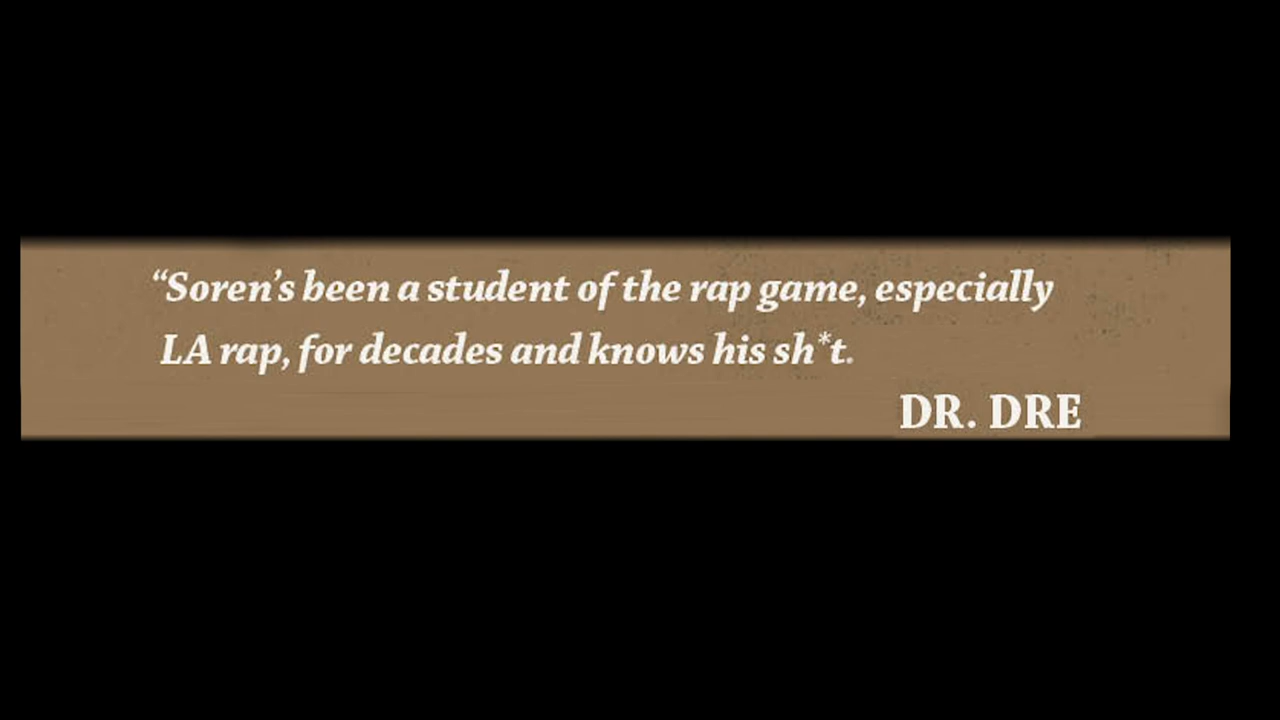 “Soren’s been a student of the rap game, especially
LA rap, for decades and knows his sh*t.
DR. DRE